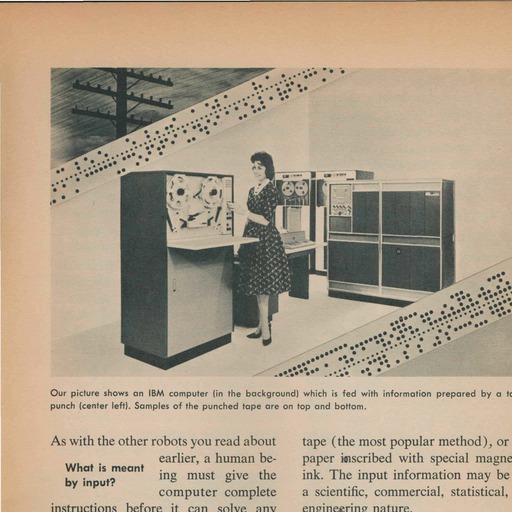 Our picture shows an IBM computer (in the background) which is fed with information prepared by a
punch (center left). Samples of the punched tape are on top and bottom.
As with the other robots you read about
earlier, a human be-
What is meant
by input?
ing must give the
computer complete
instructions before it can solve any
tape (the most popular method), or
paper inscribed with special magne
ink. The input information may be
a scientific, commercial, statistical,
engineering nature.